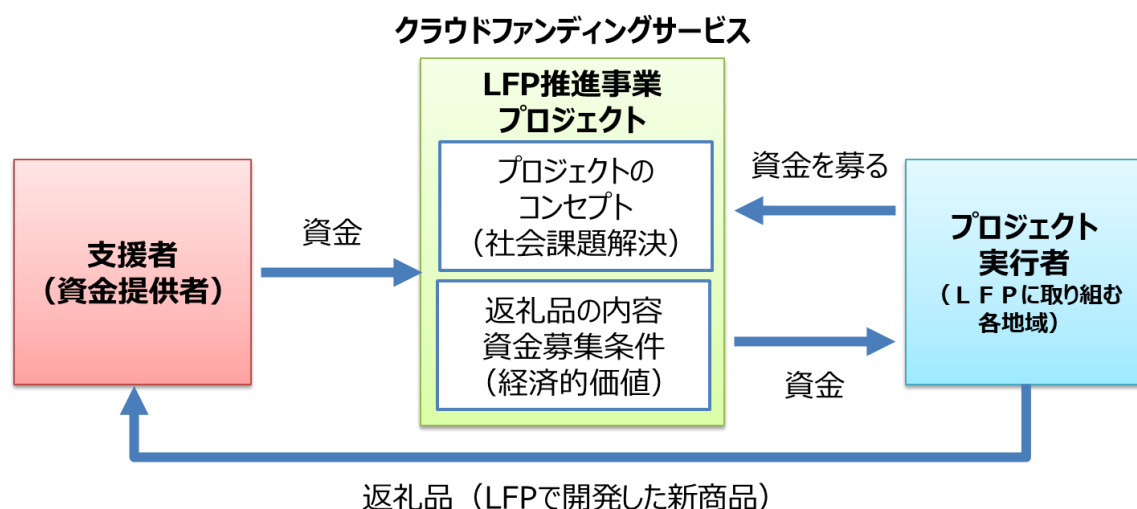 クラウドファンディングサービス
LFP推進事業
プロジェクト
プロジェクトの
コンセプト
（社会課題解決）
返礼品の内容
資金募集条件
（経済的価値）
支援者
（資金提供者）
資金
資金を募る
資金
プロジェクト
実行者
（ＬＦＰに取り組む
各地域）
返礼品（LFPで開発した新商品）